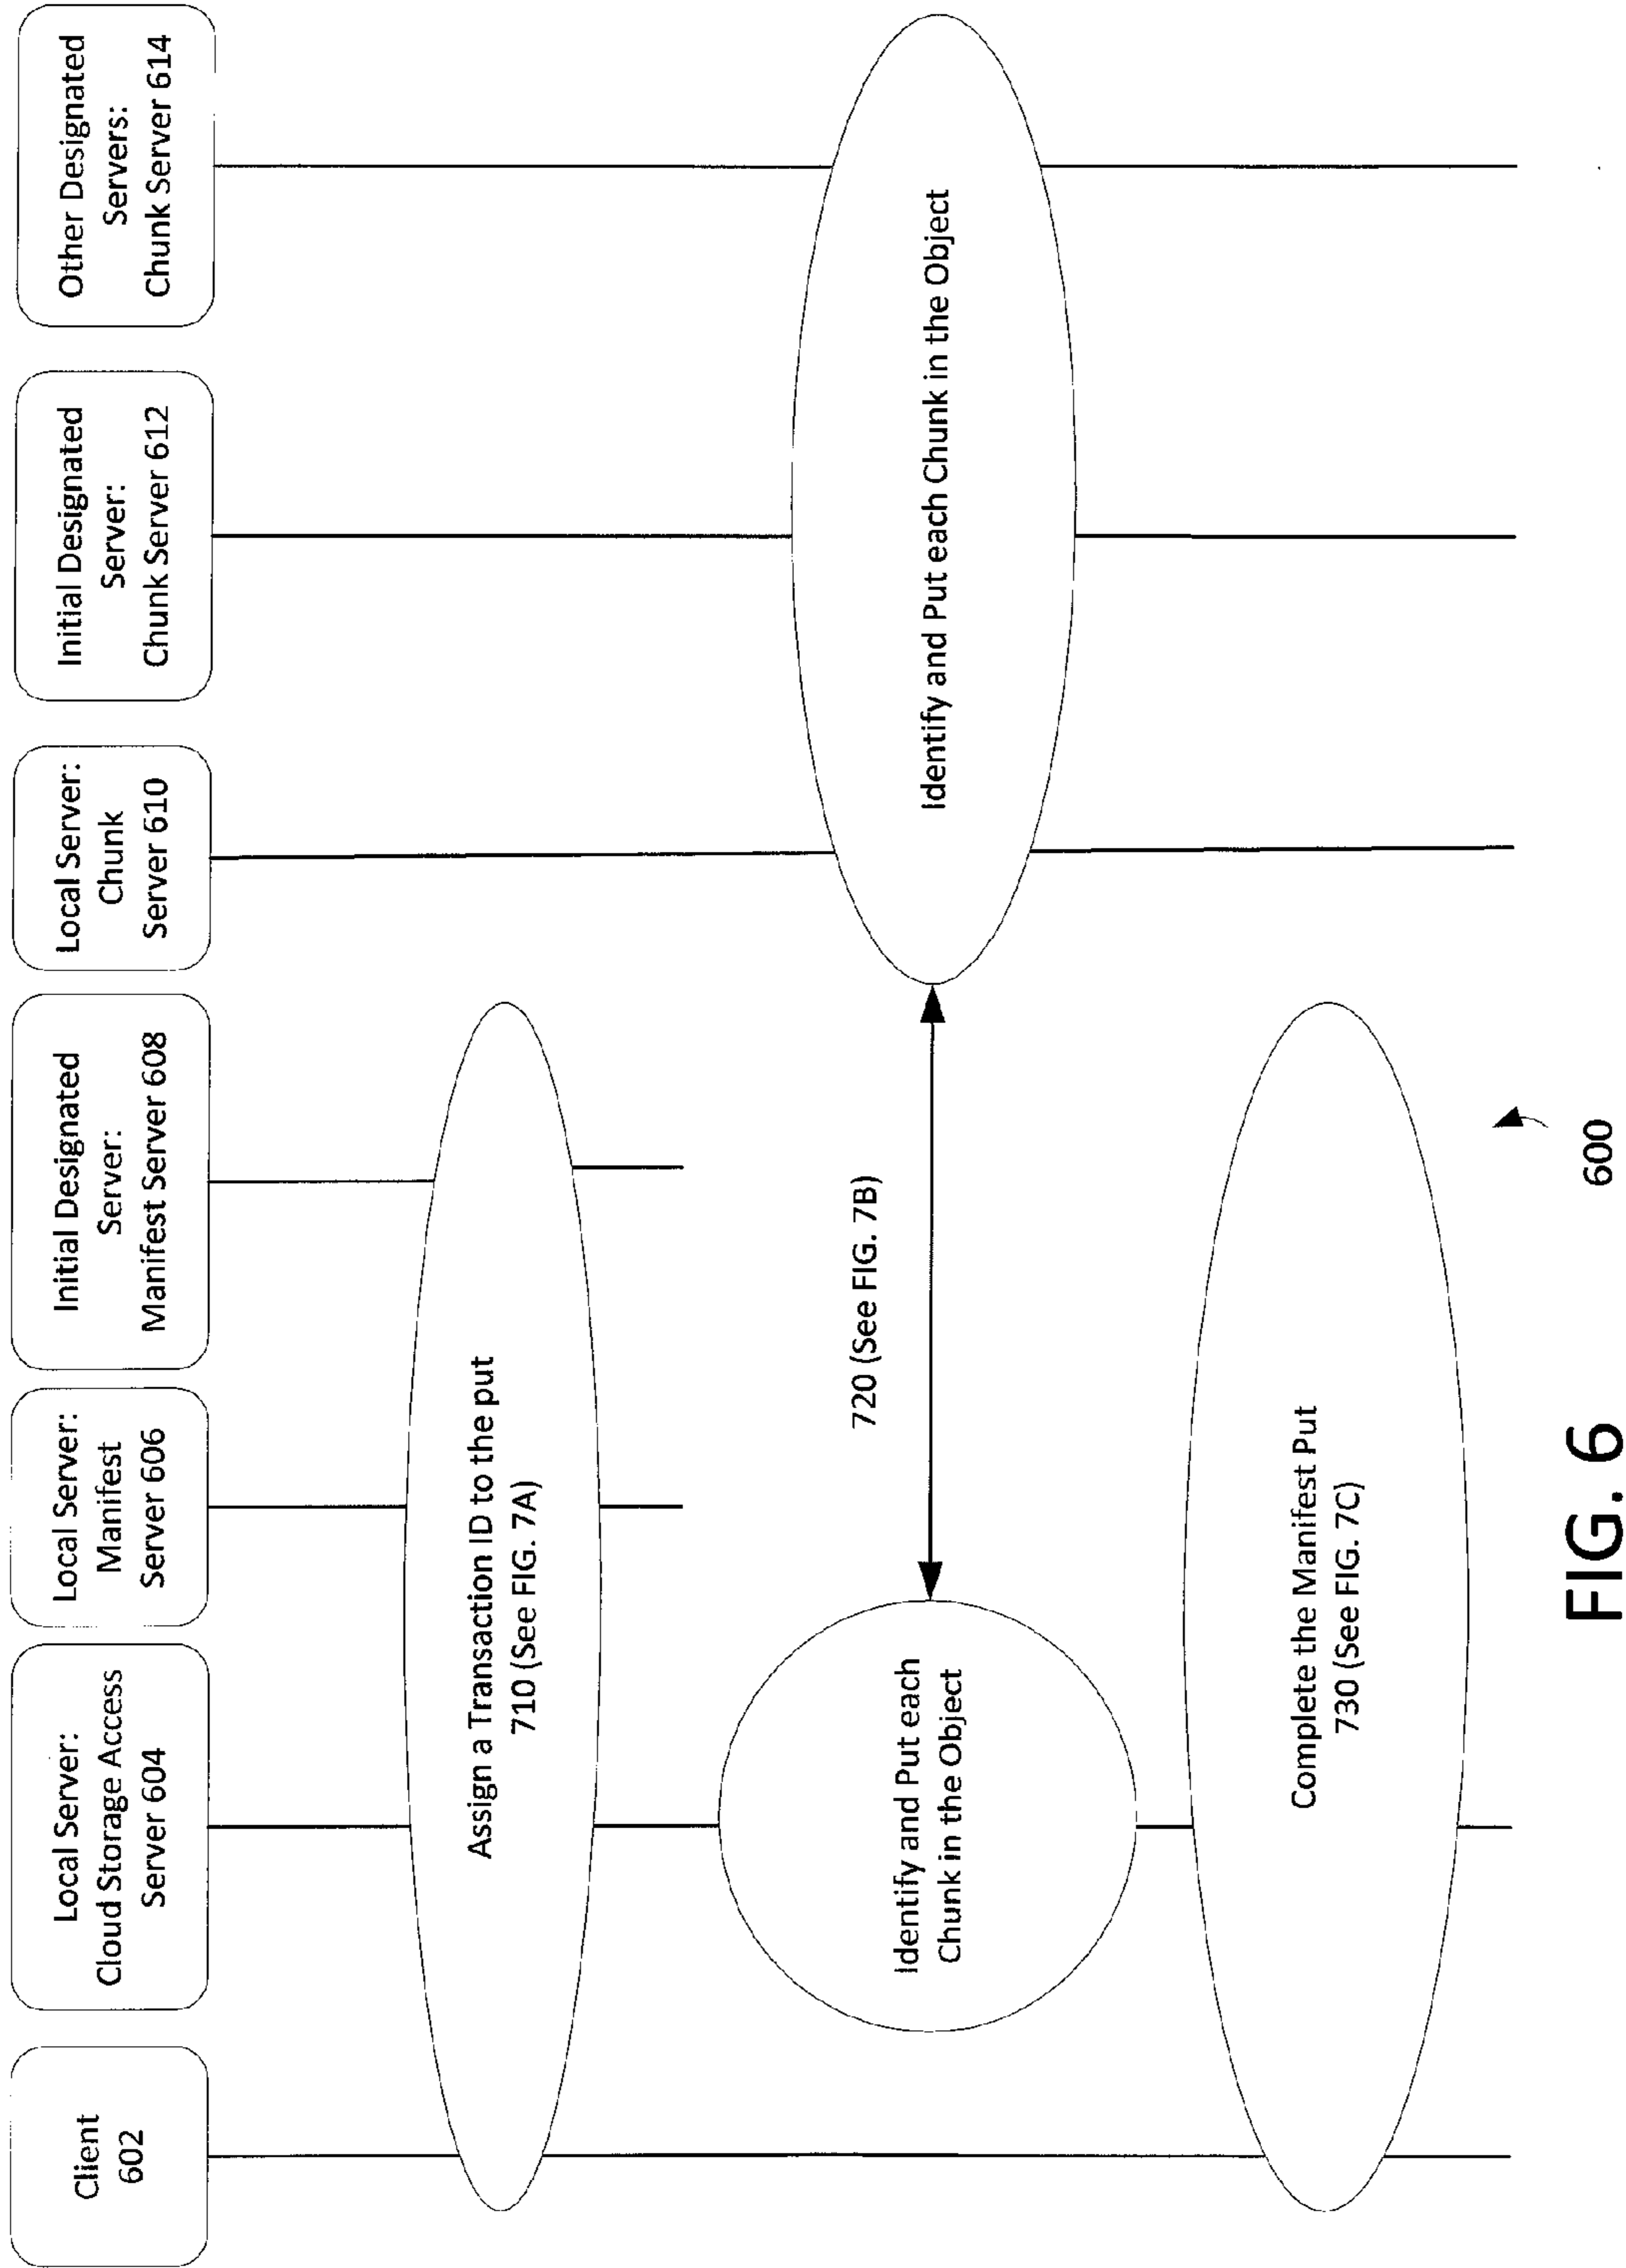 Client
602
Local Server:
Cloud Storage Access
Server 604
Local Server:
Manifest
Server 606
Initial Designated
Server:
Manifest Server 608
Local Server:
Chunk
Server 610
Initial Designated
Server:
Chunk Server 612
Other Designated
Servers:
Chunk Server 614
Assign a Transaction ID to the put
710 (See FIG. 7A)
Identify and Put each
Chunk in the Object
720 (See FIG. 7B)
Identify and Put each Chunk in the Object
Complete the Manifest Put
730 (See FIG. 7C)
600
FIG. 6